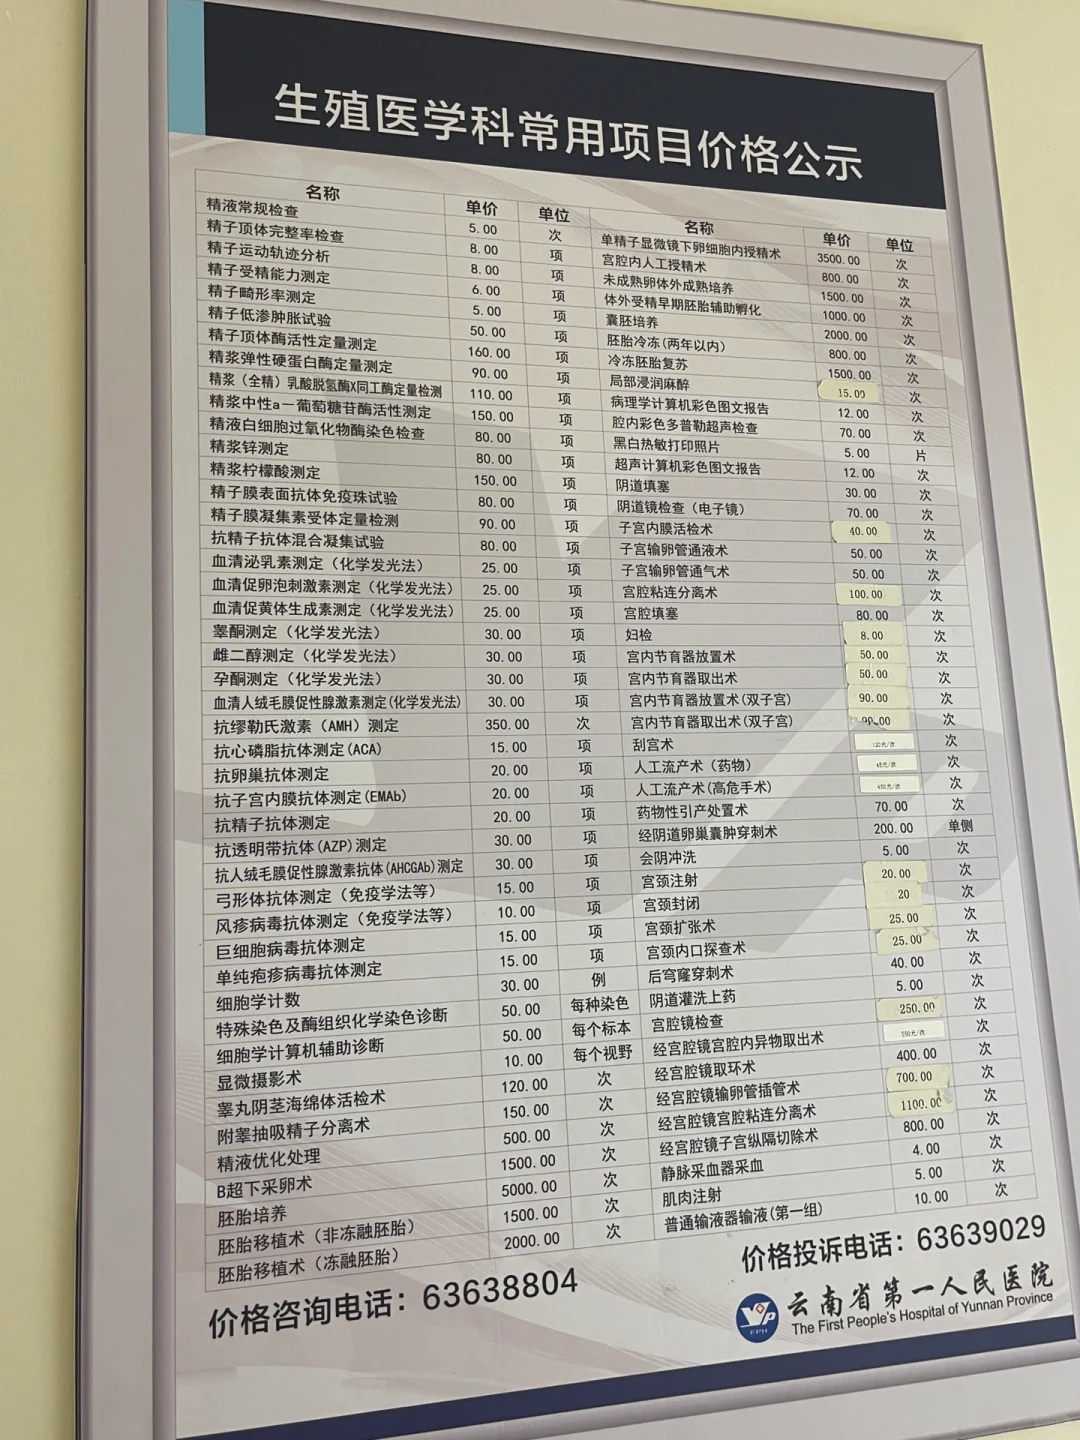 生殖医学科常用项目价格公示
名称 单价 单位 名称 单价 单位
精液常规检查 5.00 次 单精子显微镜下卵细胞内授精术 3500.00 次
精子顶体完整率检查 8.00 项 宫腔内人工授精术 800.00 次
精子运动轨迹分析 8.00 项 未成熟卵体外成熟培养 1500.00 次
精子受精能力测定 6.00 项 体外受精早期胚胎辅助孵化 1000.00 次
精子畸形率测定 5.00 项 囊胚培养 2000.00 次
精子低渗肿胀试验 50.00 项 胚胎冷冻(两年以内) 800.00 次
精子顶体酶活性定量测定 160.00 项 冷冻胚胎复苏 1500.00 次
精浆弹性硬蛋白酶定量测定 90.00 项 局部浸润麻醉 15.00 次
精浆（全精）乳酸脱氢酶X同工酶定量检测 110.00 项 病理学计算机彩色图文报告 12.00 次
精浆中性a－葡萄糖苷酶活性测定 150.00 项 腔内彩色多普勒超声检查 70.00 次
精液白细胞过氧化物酶染色检查 80.00 项 黑白热敏打印照片 5.00 片
精浆锌测定 80.00 项 超声计算机彩色图文报告 12.00 次
精浆柠檬酸测定 150.00 项 阴道填塞 30.00 次
精子膜表面抗体免疫珠试验 80.00 项 阴道镜检查（电子镜） 70.00 次
精子膜凝集素受体定量检测 90.00 项 子宫内膜活检术 40.00 次
抗精子抗体混合凝集试验 80.00 项 子宫输卵管通液术 50.00 次
血清泌乳素测定（化学发光法） 25.00 项 子宫输卵管通气术 50.00 次
血清促卵泡刺激素测定（化学发光法） 25.00 项 宫腔粘连分离术 100.00 次
血清促黄体生成素测定（化学发光法） 25.00 项 宫腔填塞 80.00 次
睾酮测定（化学发光法） 30.00 项 妇检 8.00 次
雌二醇测定（化学发光法） 30.00 项 宫内节育器放置术 50.00 次
孕酮测定（化学发光法） 30.00 项 宫内节育器取出术 50.00 次
血清人绒毛膜促性腺激素测定(化学发光法) 30.00 项 宫内节育器放置术(双子宫) 90.00 次
抗缪勒氏激素（AMH）测定 350.00 次 宫内节育器取出术(双子宫) 90.00 次
抗心磷脂抗体测定(ACA) 15.00 项 刮宫术 120元/次 次
抗卵巢抗体测定 20.00 项 人工流产术（药物） 次
抗子宫内膜抗体测定(EMAb) 20.00 项 人工流产术(高危手术) 次
抗精子抗体测定 20.00 项 药物性引产处置术 70.00 次
抗透明带抗体(AZP)测定 30.00 项 经阴道卵巢囊肿穿刺术 200.00 单侧
抗人绒毛膜促性腺激素抗体(AHCGAb)测定 30.00 项 会阴冲洗 5.00 次
弓形体抗体测定（免疫学法等） 15.00 项 宫颈注射 20.00 次
风疹病毒抗体测定（免疫学法等） 10.00 项 宫颈封闭 20 次
巨细胞病毒抗体测定 15.00 项 宫颈扩张术 25.00 次
单纯疱疹病毒抗体测定 15.00 项 宫颈内口探查术 25.00 次
细胞学计数 30.00 例 后穹窿穿刺术 40.00 次
特殊染色及酶组织化学染色诊断 50.00 每种染色 阴道灌洗上药 5.00 次
细胞学计算机辅助诊断 50.00 每个标本 宫腔镜检查 250.00 次
显微摄影术 10.00 每个视野 经宫腔镜宫腔内异物取出术 次
睾丸阴茎海绵体活检术 120.00 次 经宫腔镜取环术 400.00 次
附睾抽吸精子分离术 150.00 次 经宫腔镜输卵管插管术 700.00 次
精液优化处理 500.00 次 经宫腔镜宫腔粘连分离术 1100.00 次
B超下采卵术 1500.00 次 经宫腔镜子宫纵隔切除术 800.00 次
胚胎培养 5000.00 次 静脉采血器采血 4.00 次
胚胎移植术（非冻融胚胎） 1500.00 次 肌肉注射 5.00 次
胚胎移植术（冻融胚胎） 2000.00 次 普通输液器输液(第一组) 10.00 次
价格咨询电话：63638804 价格投诉电话：63639029
云南省第一人民医院
The First People's Hospital of Yunnan Province